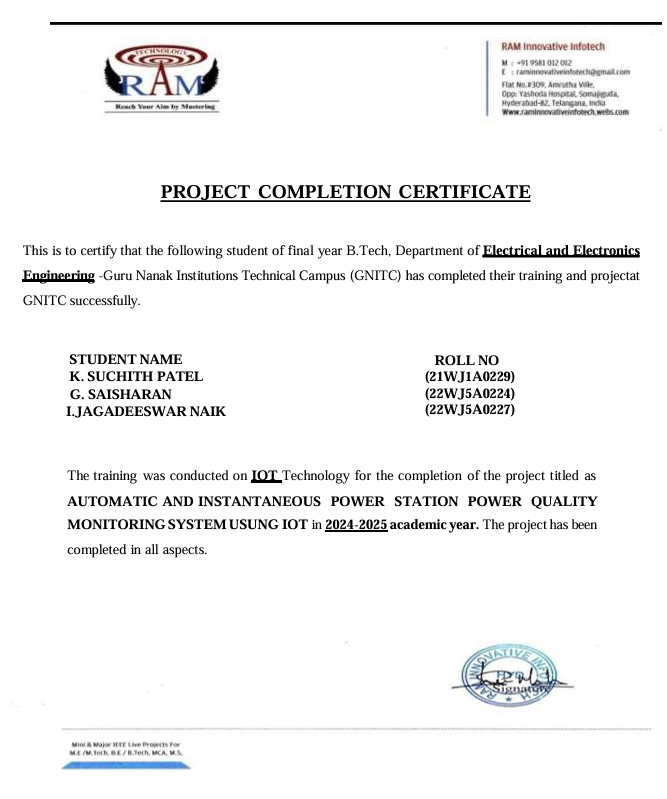 TECHNOLOGY
RAM
Reach Your Aim by Mastering
RAM Innovative Infotech
M : +91 9581 012 012
E : raminnovativeinfotech@gmail.com
Flat No.#309, Amrutha Ville,
Opp: Yashoda Hospital, Somajiguda,
Hyderabad-82, Telangana, India
Www.raminnovativeinfotech.webs.com
PROJECT COMPLETION CERTIFICATE
This is to certify that the following student of final year B.Tech, Department of Electrical and Electronics
Engineering -Guru Nanak Institutions Technical Campus (GNITC) has completed their training and projectat
GNITC successfully.
STUDENT NAME ROLL NO
K. SUCHITH PATEL (21WJ1A0229)
G. SAISHARAN (22WJ5A0224)
I.JAGADEESWAR NAIK (22WJ5A0227)
The training was conducted on IOT Technology for the completion of the project titled as
AUTOMATIC AND INSTANTANEOUS POWER STATION POWER QUALITY
MONITORING SYSTEM USUNG IOT in 2024-2025 academic year. The project has been
completed in all aspects.
RAM INNOVATIVE INFOTECH
HYD
Signature
Mini & Major IEEE Live Projects For
M.E /M.Tech, B.E / B.Tech, MCA, M.S,